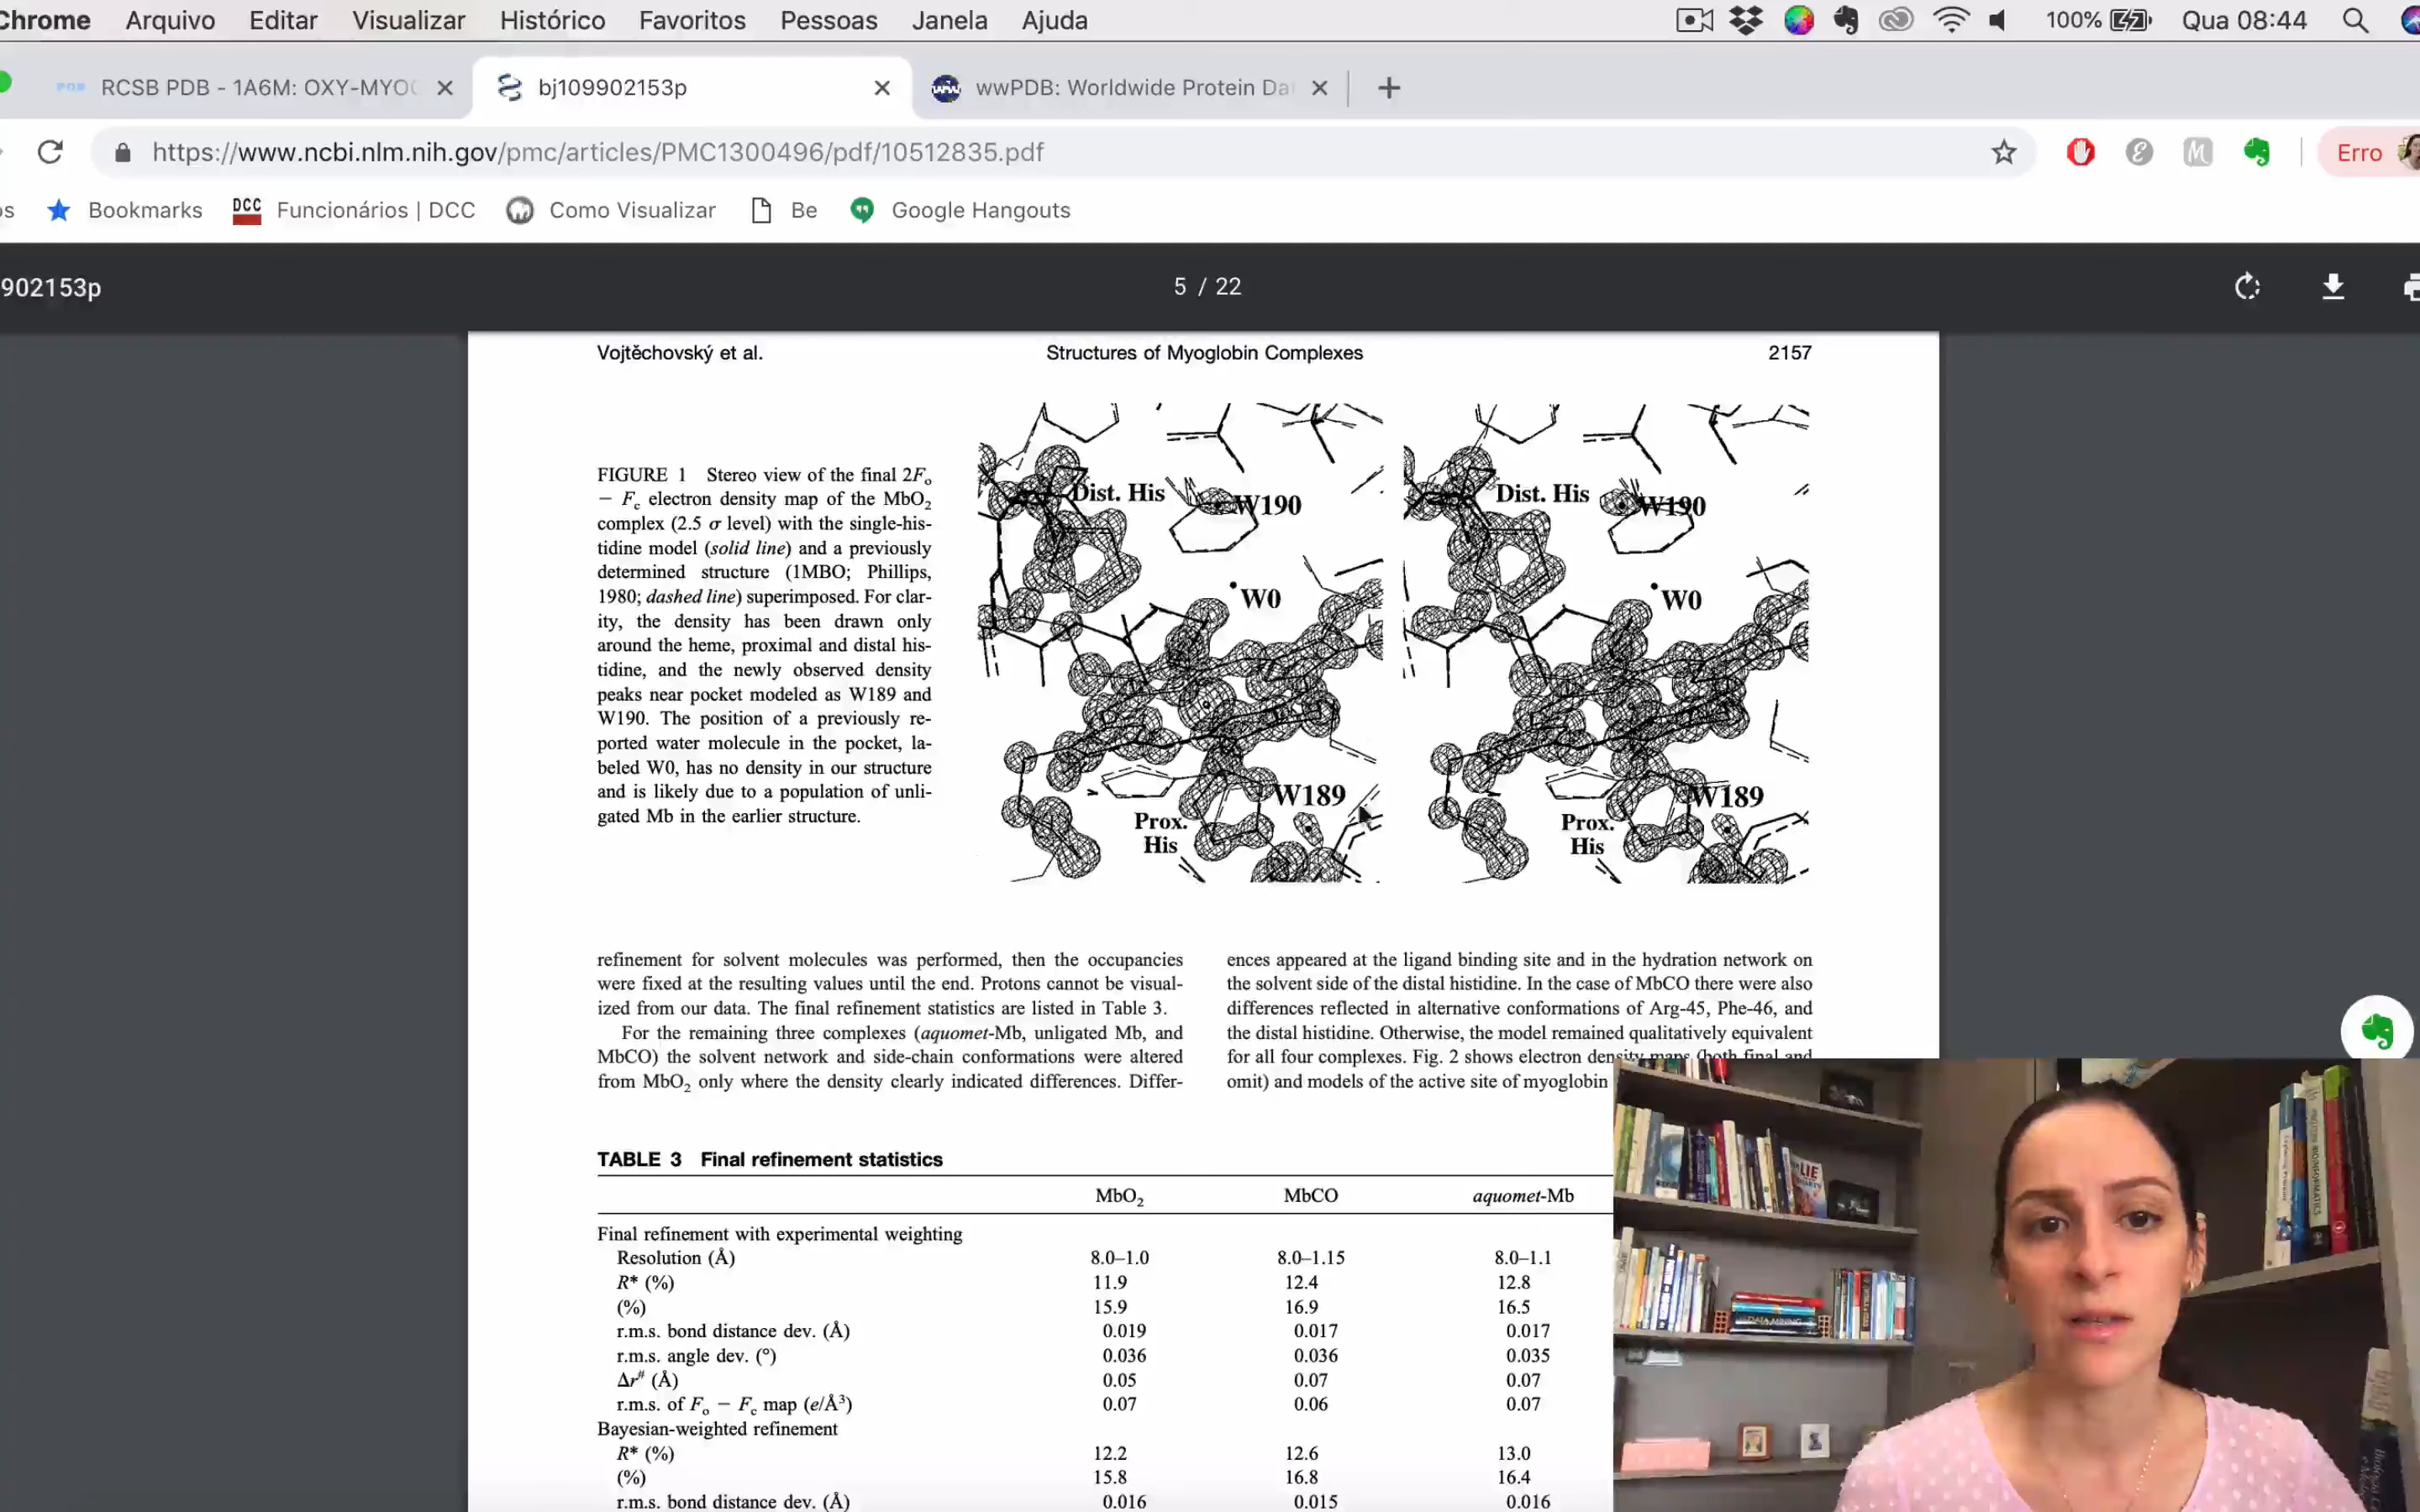 Chrome Arquivo Editar Visualizar Histórico Favoritos Pessoas Janela Ajuda 100% Qua 08:44
RCSB PDB - 1A6M: OXY-MYO
bj109902153p
wwPDB: Worldwide Protein Da
https://www.ncbi.nlm.nih.gov/pmc/articles/PMC1300496/pdf/10512835.pdf
Erro
Bookmarks DCC Funcionários | DCC Como Visualizar Be Google Hangouts
902153p 5 / 22
Vojtěchovský et al. Structures of Myoglobin Complexes 2157
FIGURE 1 Stereo view of the final 2Fₒ
− F꜀ electron density map of the MbO₂
complex (2.5 σ level) with the single-his-
tidine model (solid line) and a previously
determined structure (1MBO; Phillips,
1980; dashed line) superimposed. For clar-
ity, the density has been drawn only
around the heme, proximal and distal his-
tidine, and the newly observed density
peaks near pocket modeled as W189 and
W190. The position of a previously re-
ported water molecule in the pocket, la-
beled W0, has no density in our structure
and is likely due to a population of unli-
gated Mb in the earlier structure.
Dist. His W190
W0
W189
Prox.
His
Dist. His W190
W0
W189
Prox.
His
refinement for solvent molecules was performed, then the occupancies
were fixed at the resulting values until the end. Protons cannot be visual-
ized from our data. The final refinement statistics are listed in Table 3.
For the remaining three complexes (aquomet-Mb, unligated Mb, and
MbCO) the solvent network and side-chain conformations were altered
from MbO₂ only where the density clearly indicated differences. Differ-
ences appeared at the ligand binding site and in the hydration network on
the solvent side of the distal histidine. In the case of MbCO there were also
differences reflected in alternative conformations of Arg-45, Phe-46, and
the distal histidine. Otherwise, the model remained qualitatively equivalent
for all four complexes. Fig. 2 shows electron density maps (both final and
omit) and models of the active site of myoglobin
TABLE 3 Final refinement statistics
MbO₂ MbCO aquomet-Mb
Final refinement with experimental weighting
Resolution (Å) 8.0–1.0 8.0–1.15 8.0–1.1
R* (%) 11.9 12.4 12.8
(%) 15.9 16.9 16.5
r.m.s. bond distance dev. (Å) 0.019 0.017 0.017
r.m.s. angle dev. (°) 0.036 0.036 0.035
Δr# (Å) 0.05 0.07 0.07
r.m.s. of Fₒ − F꜀ map (e/Å³) 0.07 0.06 0.07
Bayesian-weighted refinement
R* (%) 12.2 12.6 13.0
(%) 15.8 16.8 16.4
r.m.s. bond distance dev. (Å) 0.016 0.015 0.016
LIE
DATA MINING